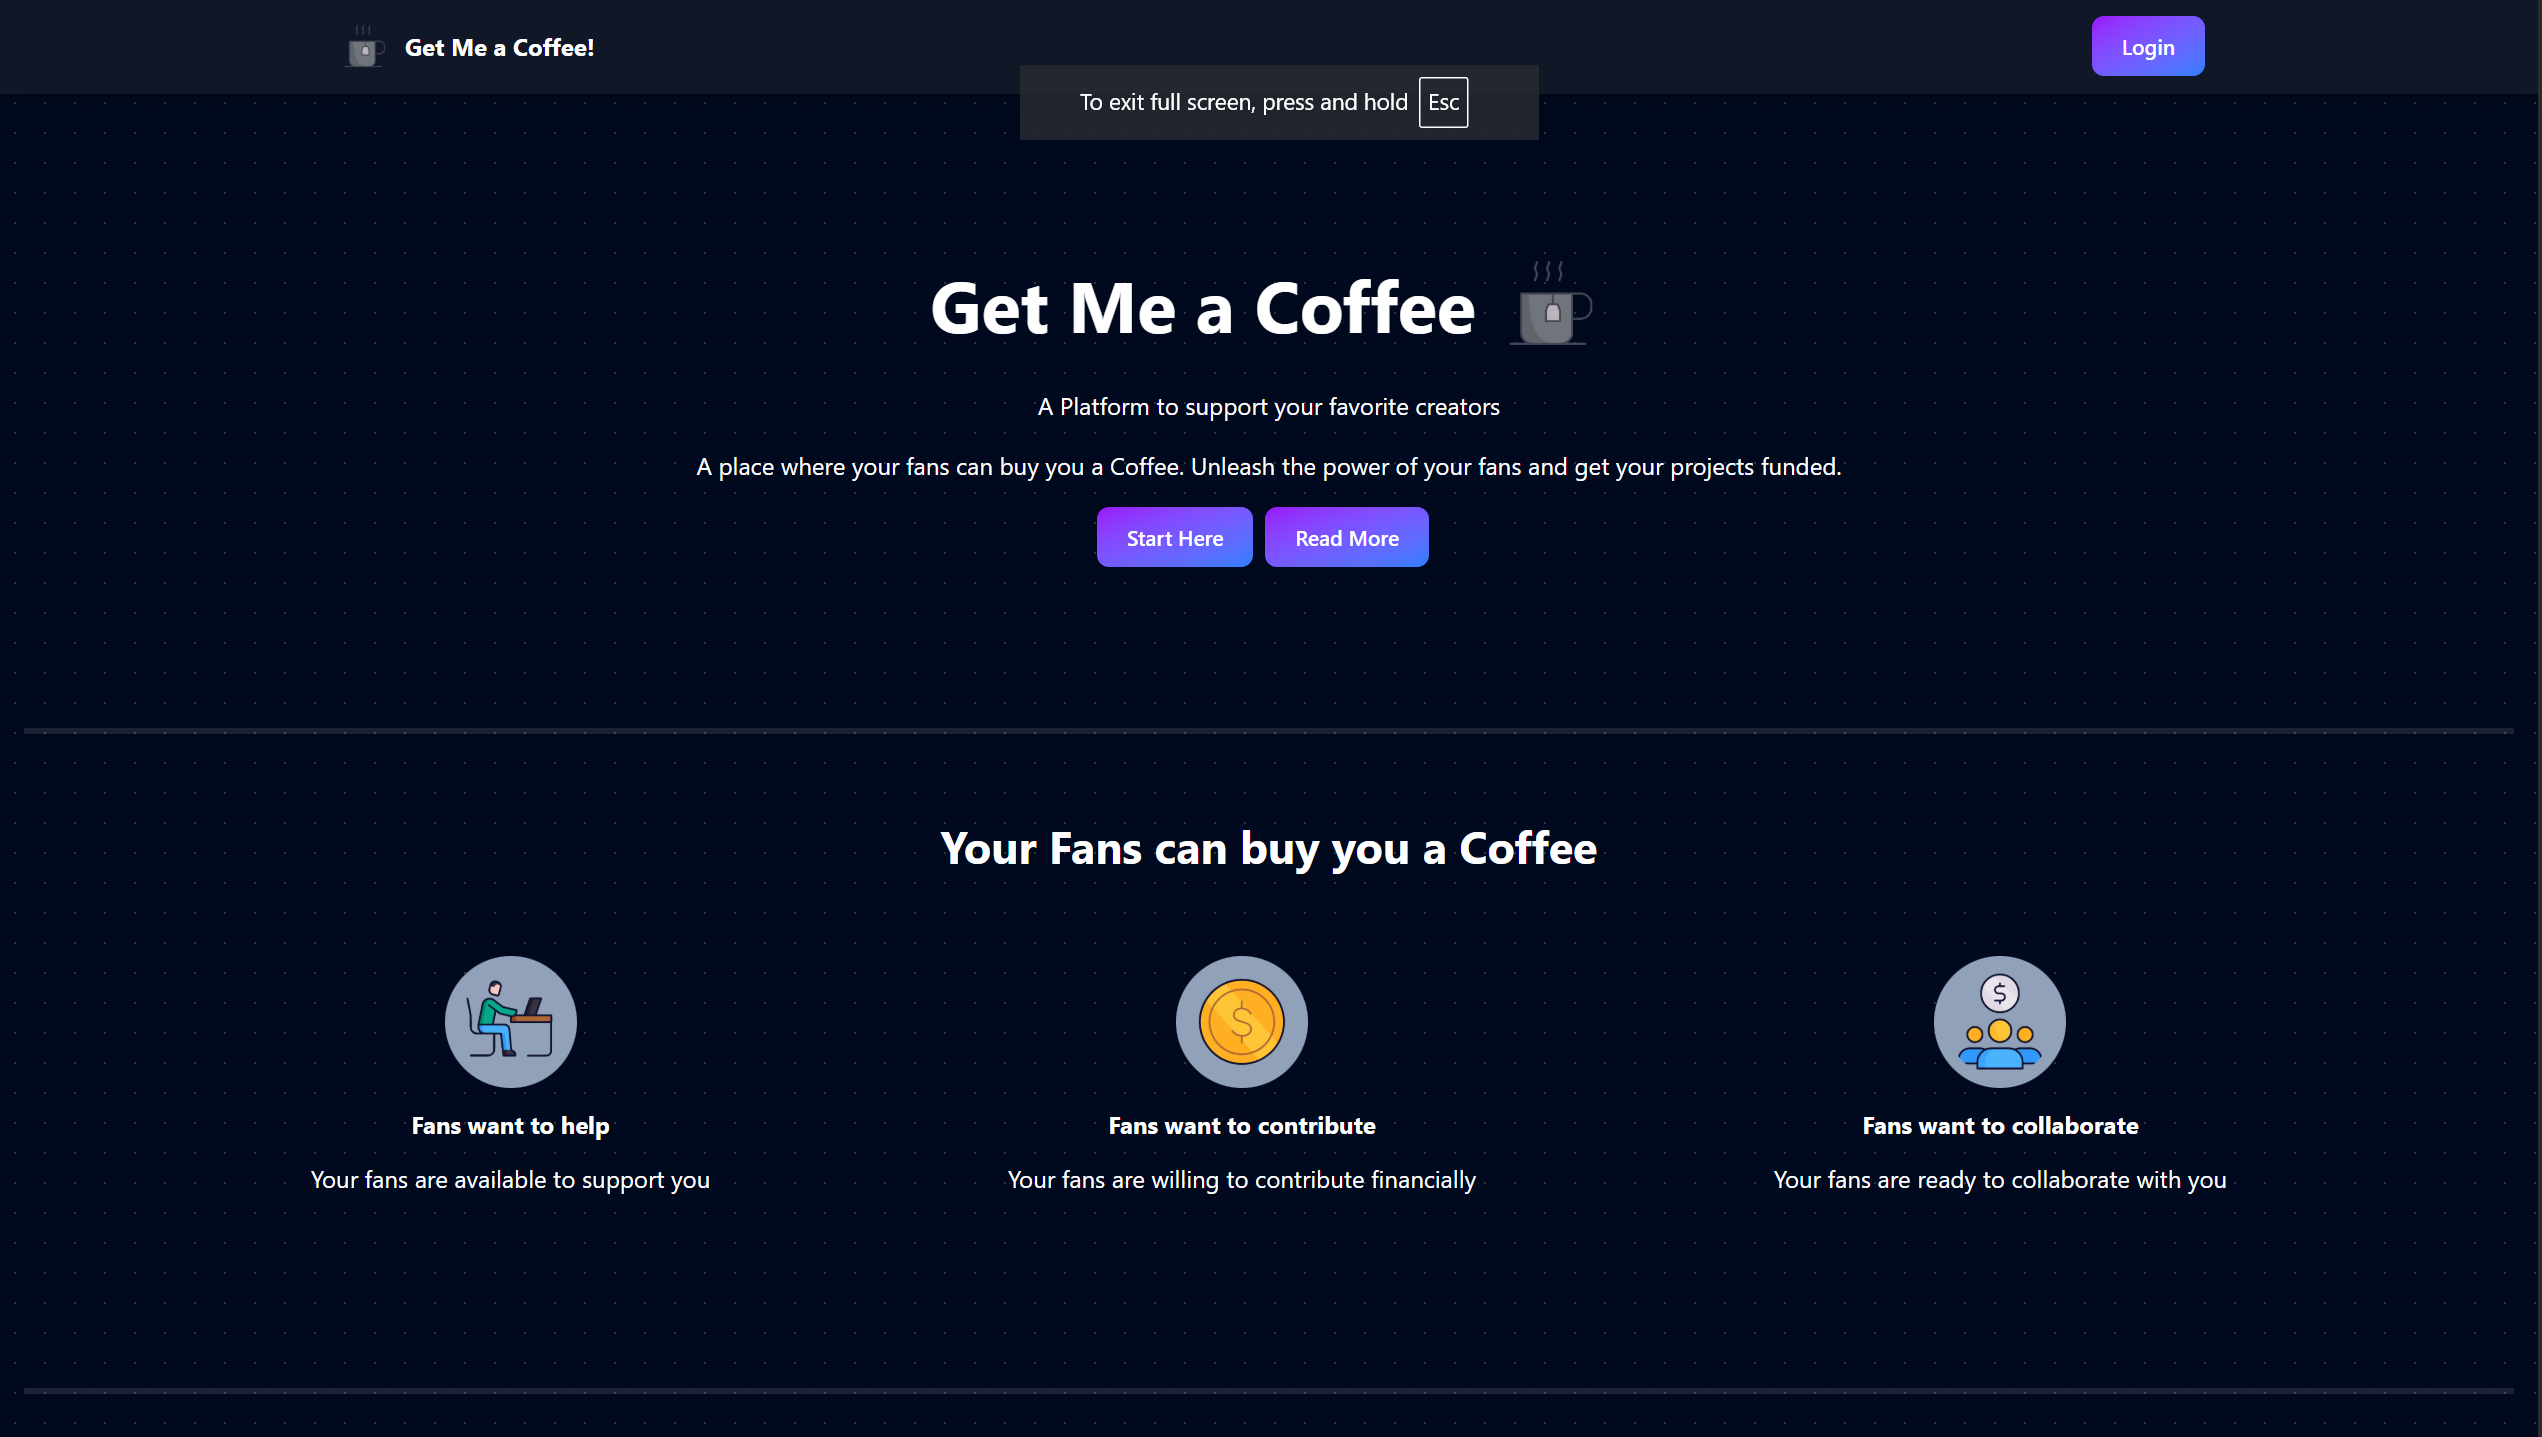 Get Me a Coffee!
Login
To exit full screen, press and hold Esc
Get Me a Coffee
A Platform to support your favorite creators
A place where your fans can buy you a Coffee. Unleash the power of your fans and get your projects funded.
Start Here
Read More
Your Fans can buy you a Coffee
$
$
Fans want to help
Fans want to contribute
Fans want to collaborate
Your fans are available to support you
Your fans are willing to contribute financially
Your fans are ready to collaborate with you